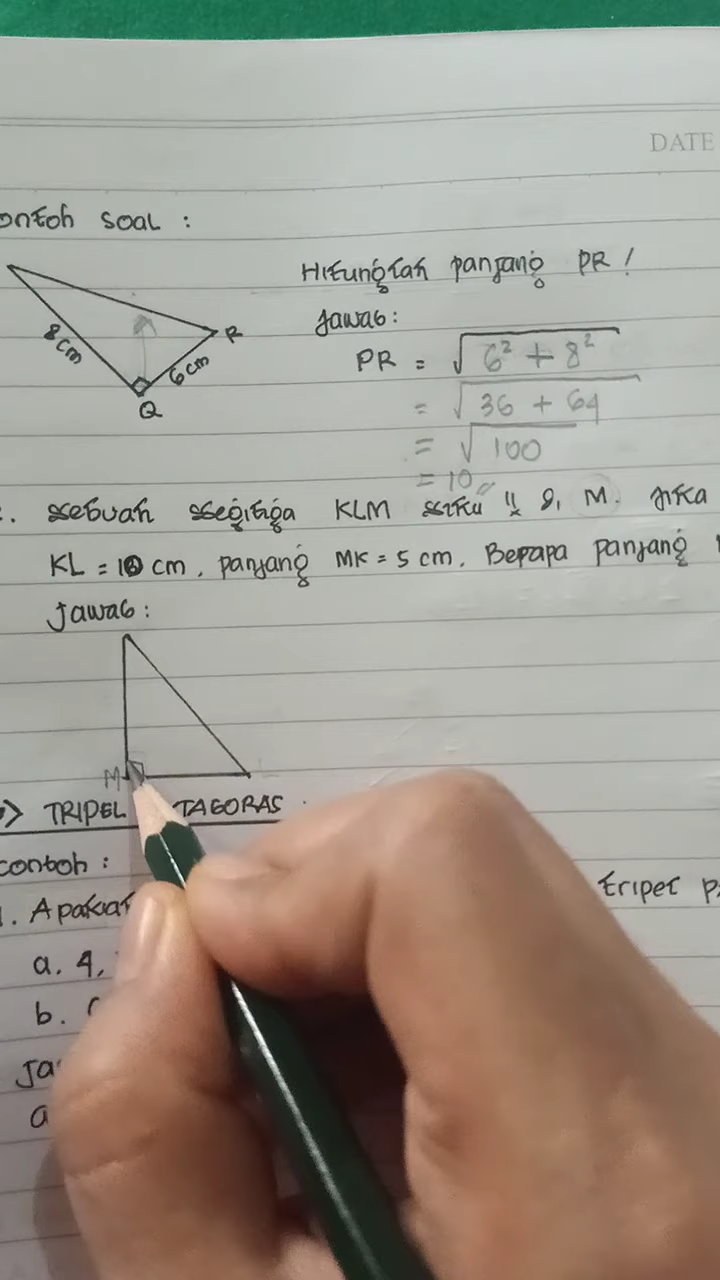 DATE
ontoh soal :
Hitunglah panjang PR !
Jawab :
8 cm
R
6 cm
Q
PR = √6² + 8²
= √36 + 64
= √100
= 10
. sebuah segitiga KLM siku" di M. jika
KL = 10 cm, panjang MK = 5 cm. Berapa panjang
Jawab :
M
> TRIPEL TAGORAS
contoh :
. Apakah tripel p
a. 4,
b.
Ja
a